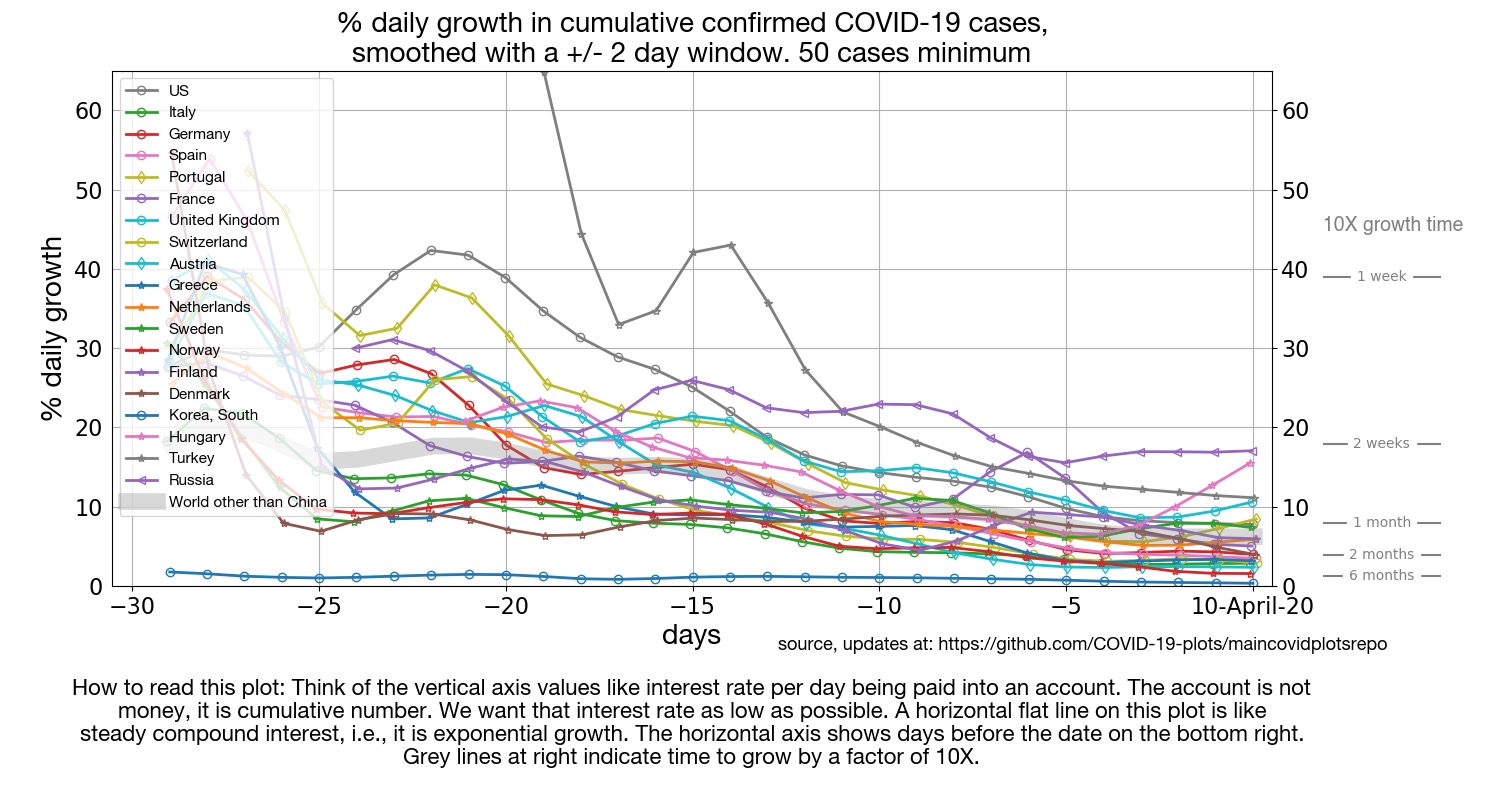 % daily growth in cumulative confirmed COVID-19 cases,
smoothed with a +/- 2 day window. 50 cases minimum
US
Italy
Germany
Spain
Portugal
France
United Kingdom
Switzerland
Austria
Greece
Netherlands
Sweden
Norway
Finland
Denmark
Korea, South
Hungary
Turkey
Russia
World other than China
% daily growth
60
50
40
30
20
10
0
60
50
40
30
20
10
0
10X growth time
1 week
2 weeks
1 month
2 months
6 months
−30
−25
−20
−15
−10
−5
10-April-20
days
source, updates at: https://github.com/COVID-19-plots/maincovidplotsrepo
How to read this plot: Think of the vertical axis values like interest rate per day being paid into an account. The account is not
money, it is cumulative number. We want that interest rate as low as possible. A horizontal flat line on this plot is like
steady compound interest, i.e., it is exponential growth. The horizontal axis shows days before the date on the bottom right.
Grey lines at right indicate time to grow by a factor of 10X.